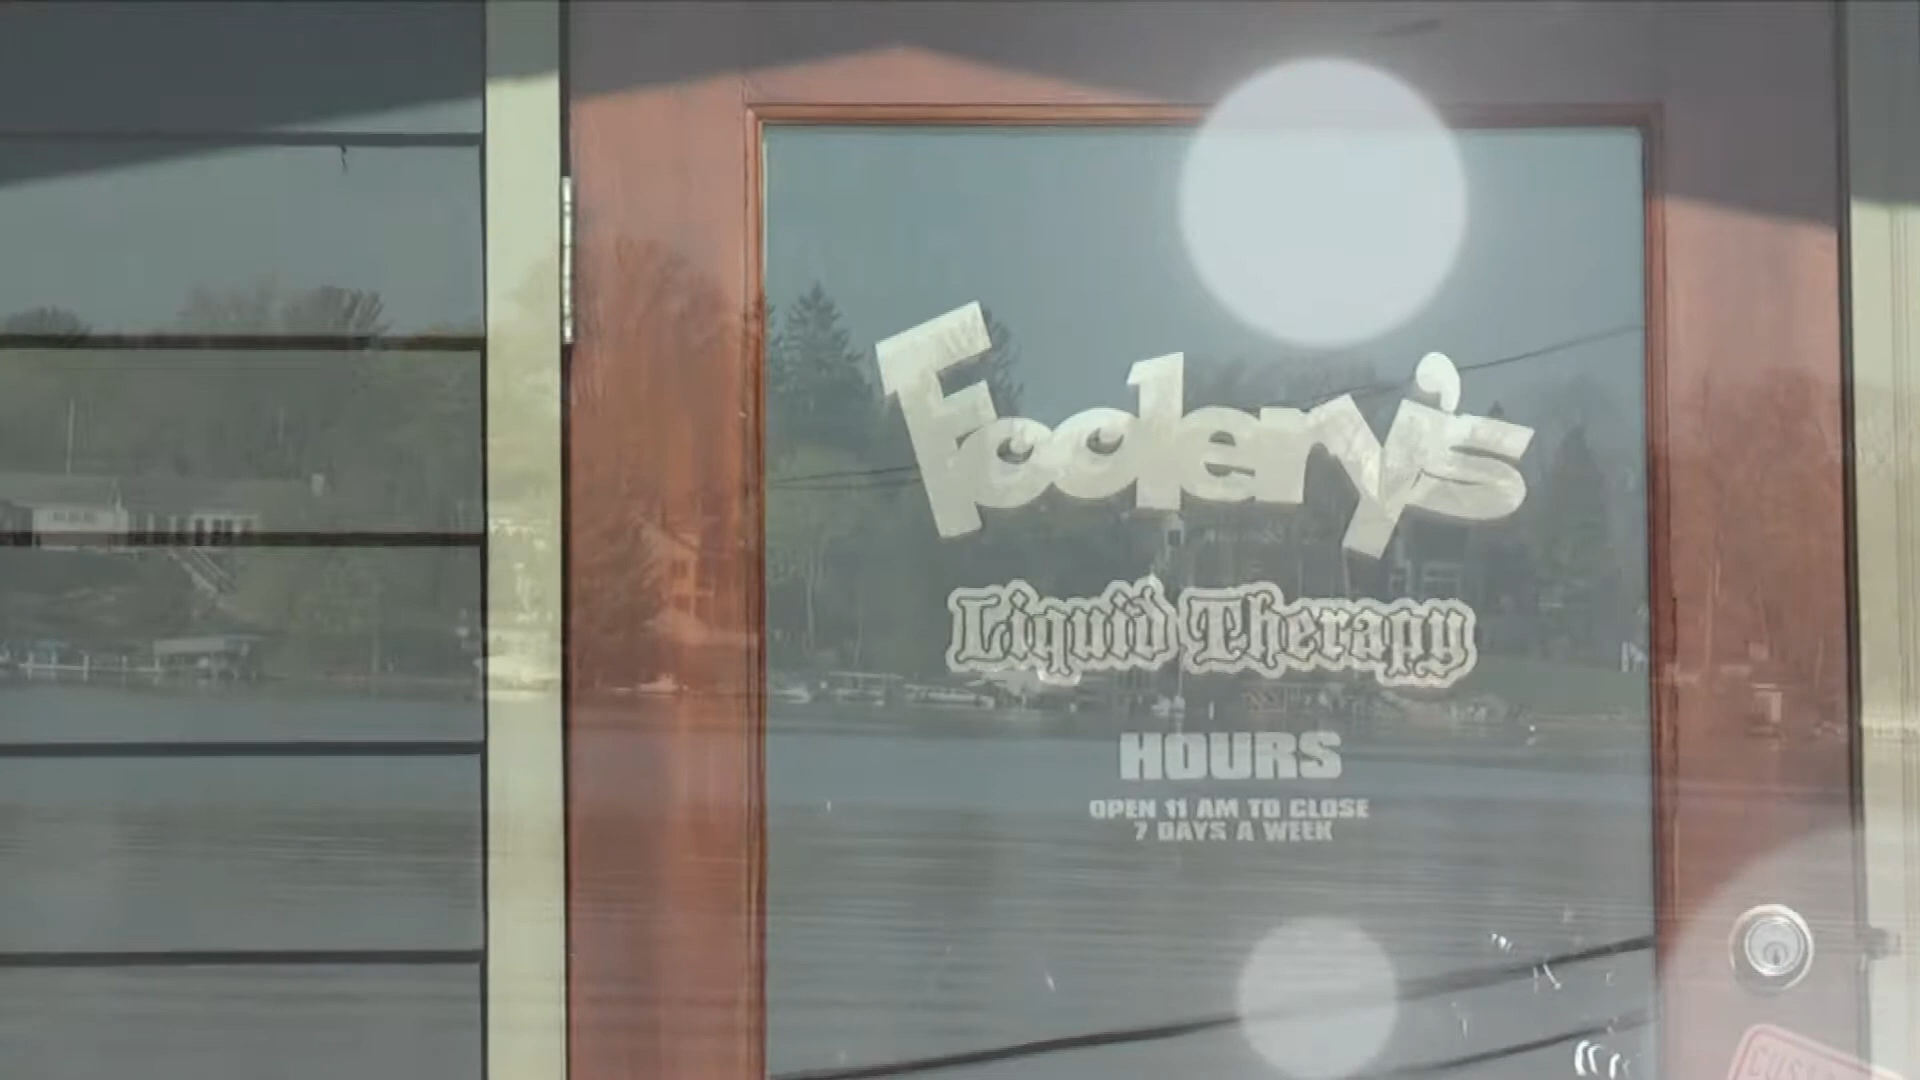 Foolery's
Liquid Therapy
HOURS
OPEN 11 AM TO CLOSE
7 DAYS A WEEK